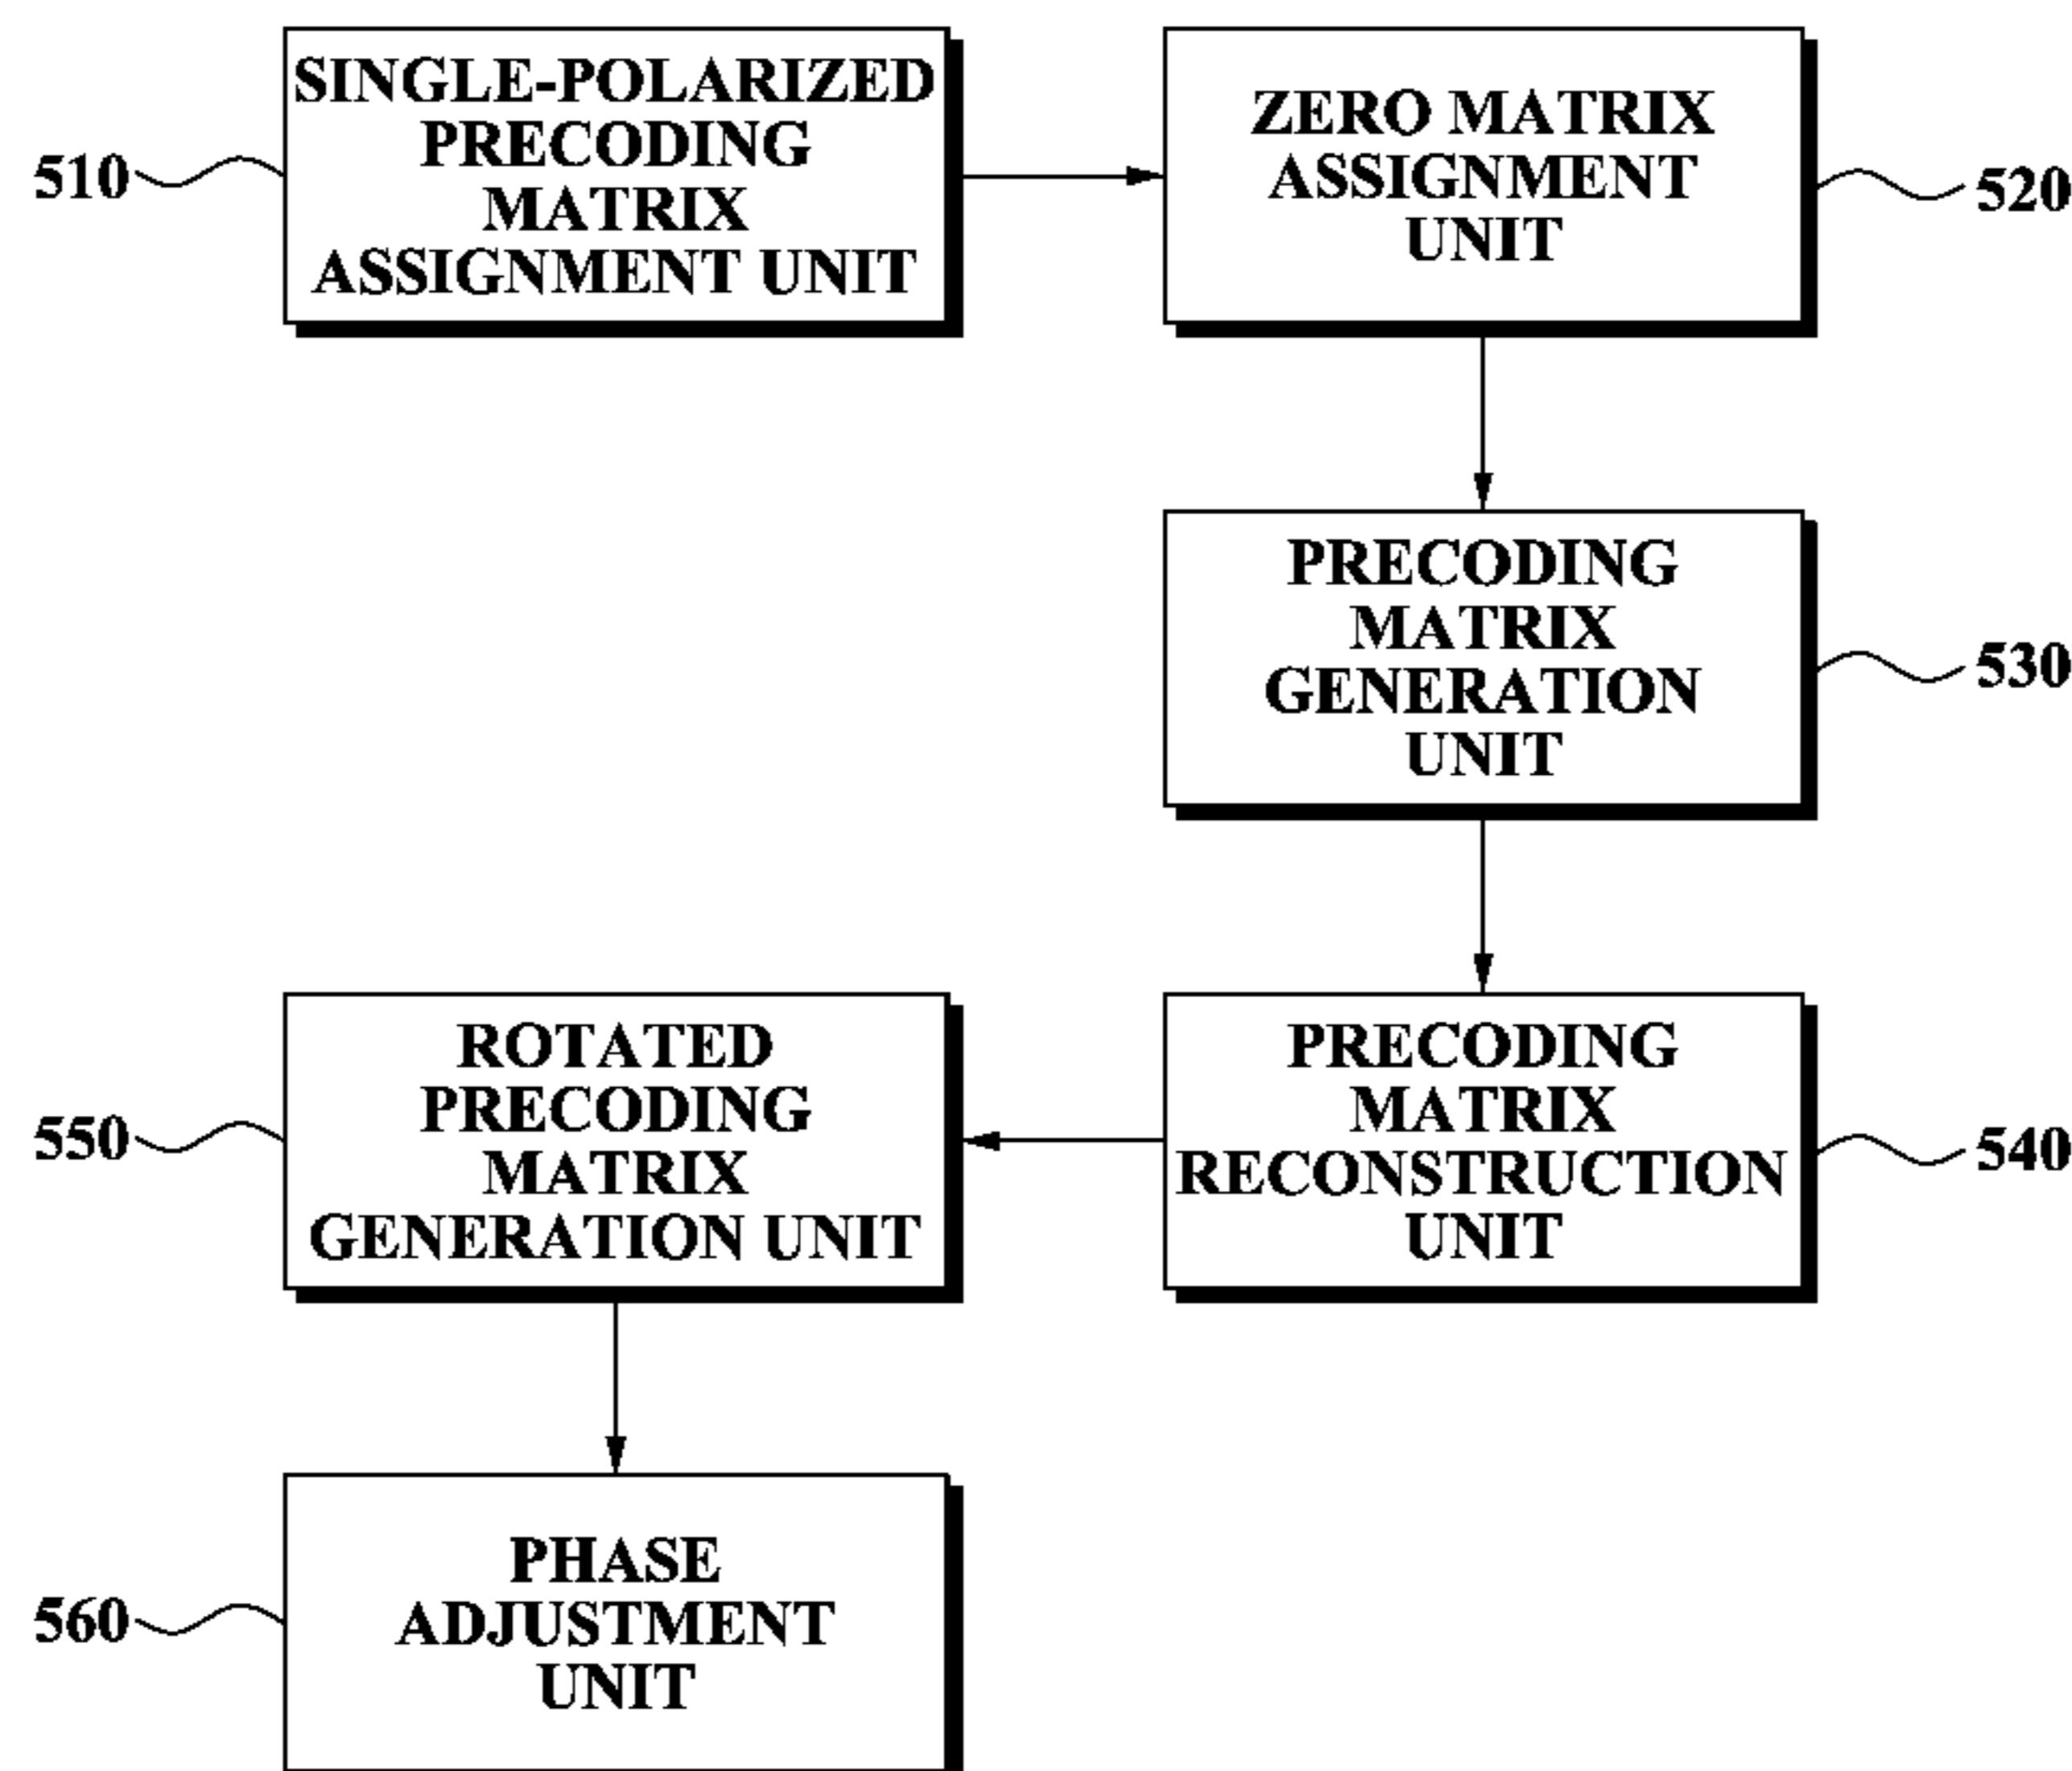 SINGLE-POLARIZED
PRECODING
MATRIX
ASSIGNMENT UNIT
510
ZERO MATRIX
ASSIGNMENT
UNIT
520
PRECODING
MATRIX
GENERATION
UNIT
530
PRECODING
MATRIX
RECONSTRUCTION
UNIT
540
ROTATED
PRECODING
MATRIX
GENERATION UNIT
550
PHASE
ADJUSTMENT
UNIT
560